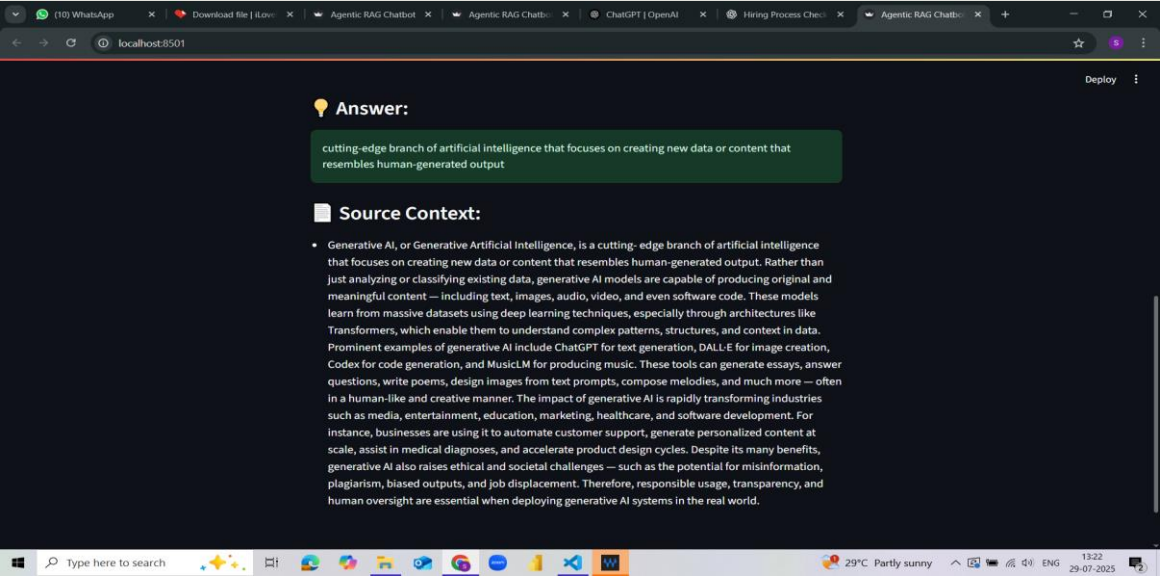 (10) WhatsApp
Download file | iLove
Agentic RAG Chatbot
Agentic RAG Chatbo
ChatGPT | OpenAI
Hiring Process Chec
Agentic RAG Chatbo
localhost:8501
S
Deploy
Answer:
cutting-edge branch of artificial intelligence that focuses on creating new data or content that
resembles human-generated output
Source Context:
• Generative AI, or Generative Artificial Intelligence, is a cutting- edge branch of artificial intelligence
that focuses on creating new data or content that resembles human-generated output. Rather than
just analyzing or classifying existing data, generative AI models are capable of producing original and
meaningful content — including text, images, audio, video, and even software code. These models
learn from massive datasets using deep learning techniques, especially through architectures like
Transformers, which enable them to understand complex patterns, structures, and context in data.
Prominent examples of generative AI include ChatGPT for text generation, DALL·E for image creation,
Codex for code generation, and MusicLM for producing music. These tools can generate essays, answer
questions, write poems, design images from text prompts, compose melodies, and much more — often
in a human-like and creative manner. The impact of generative AI is rapidly transforming industries
such as media, entertainment, education, marketing, healthcare, and software development. For
instance, businesses are using it to automate customer support, generate personalized content at
scale, assist in medical diagnoses, and accelerate product design cycles. Despite its many benefits,
generative AI also raises ethical and societal challenges — such as the potential for misinformation,
plagiarism, biased outputs, and job displacement. Therefore, responsible usage, transparency, and
human oversight are essential when deploying generative AI systems in the real world.
Type here to search
29°C Partly sunny
ENG
13:22
29-07-2025